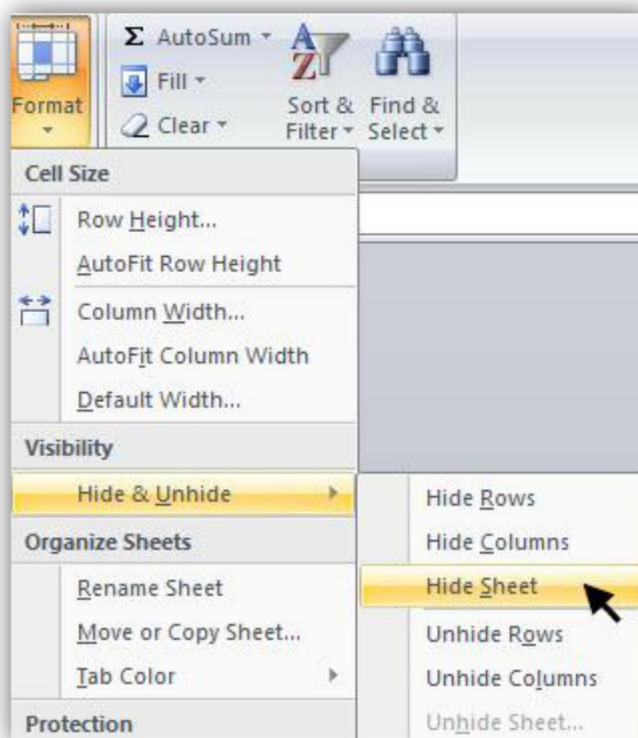 Format
Σ AutoSum
Fill
Clear
A
Z
Sort &
Filter
Find &
Select
Cell Size
Row Height...
AutoFit Row Height
Column Width...
AutoFit Column Width
Default Width...
Visibility
Hide & Unhide
Hide Rows
Hide Columns
Hide Sheet
Unhide Rows
Unhide Columns
Unhide Sheet...
Organize Sheets
Rename Sheet
Move or Copy Sheet...
Tab Color
Protection